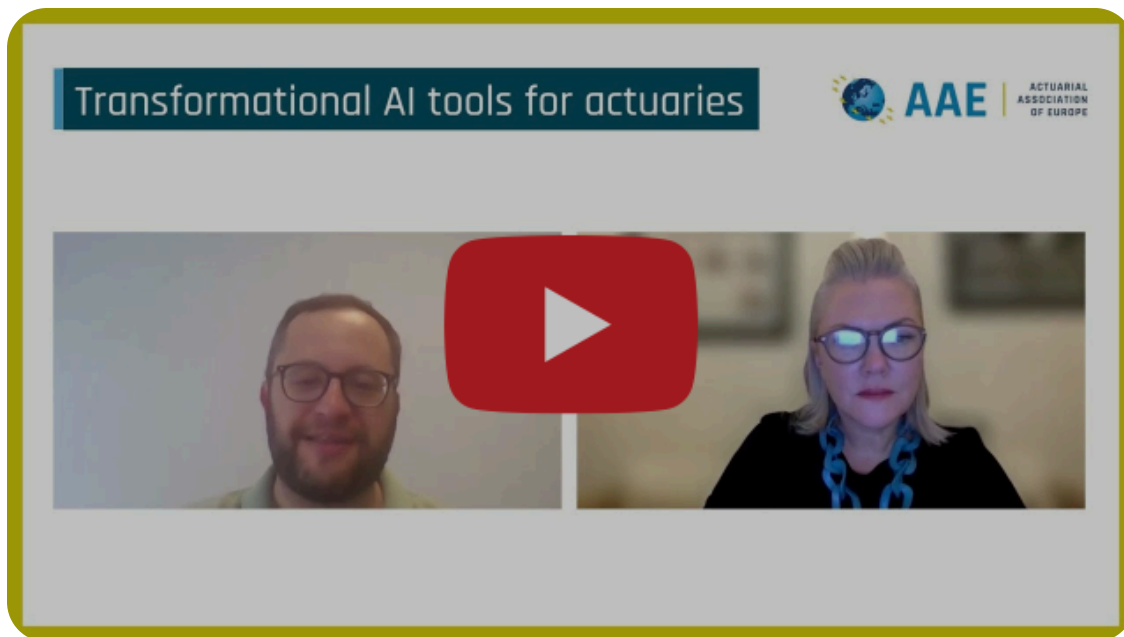 Transformational AI tools for actuaries
AAE
ACTUARIAL
ASSOCIATION
OF EUROPE